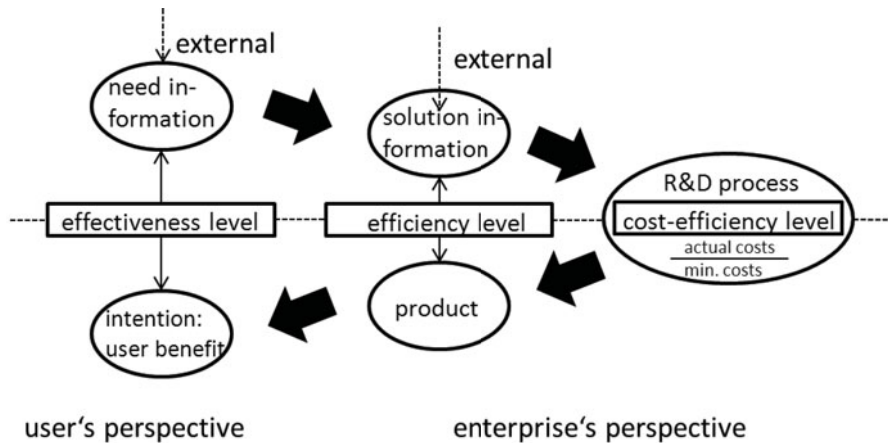 external
need in-
formation
external
solution in-
formation
R&D process
effectiveness level
efficiency level
cost-efficiency level
actual costs
min. costs
intention:
user benefit
product
user‘s perspective
enterprise‘s perspective